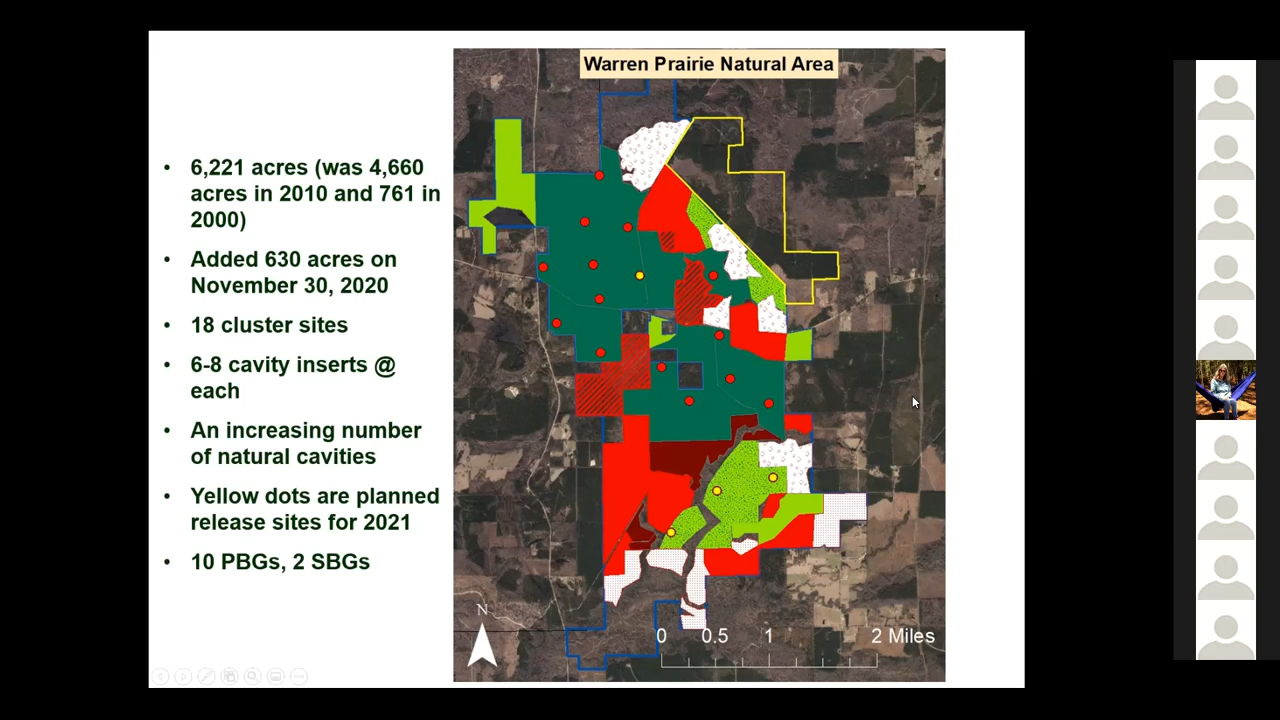 Warren Prairie Natural Area
• 6,221 acres (was 4,660
acres in 2010 and 761 in
2000)
• Added 630 acres on
November 30, 2020
• 18 cluster sites
• 6-8 cavity inserts @
each
• An increasing number
of natural cavities
• Yellow dots are planned
release sites for 2021
• 10 PBGs, 2 SBGs
N
0 0.5 1 2 Miles